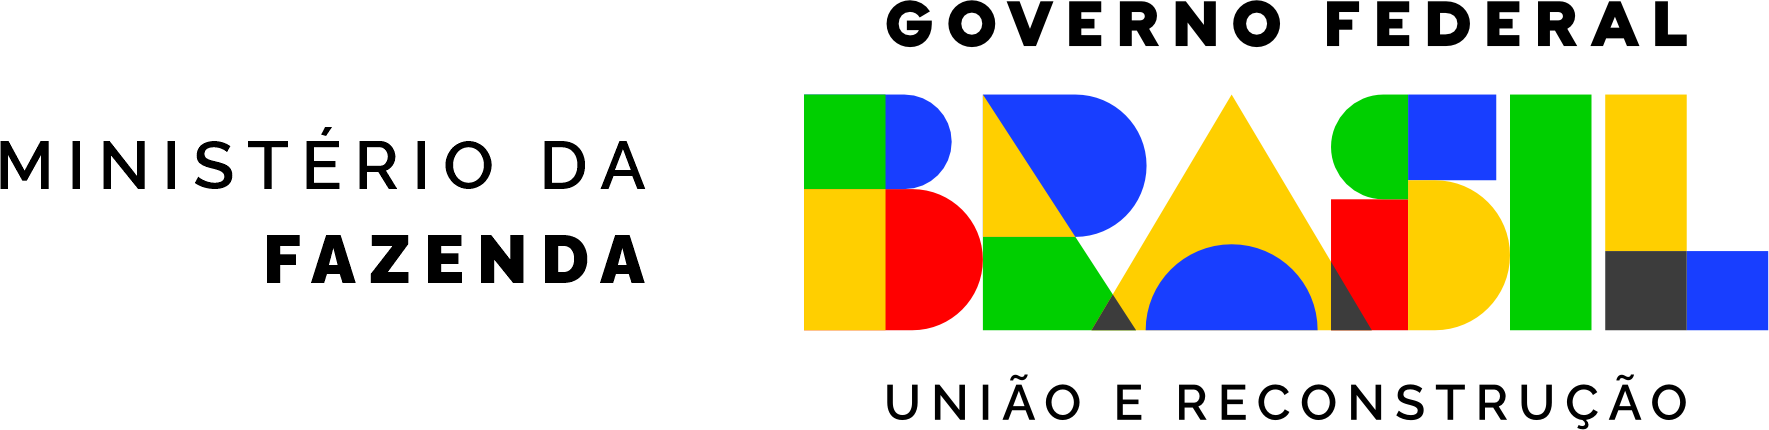 MINISTÉRIO DA
FAZENDA
GOVERNO FEDERAL
BRASIL
UNIÃO E RECONSTRUÇÃO